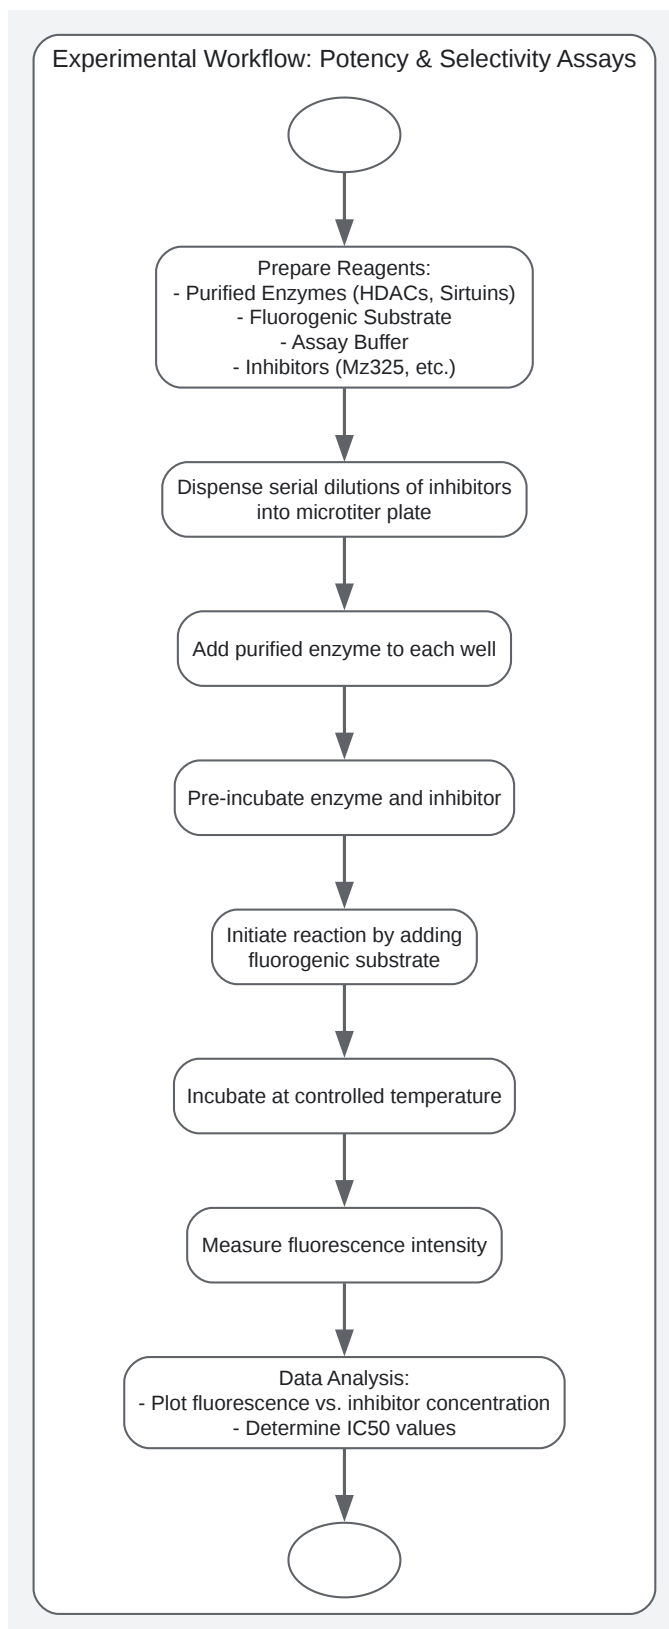 Experimental Workflow: Potency & Selectivity Assays
Prepare Reagents:
- Purified Enzymes (HDACs, Sirtuins)
- Fluorogenic Substrate
- Assay Buffer
- Inhibitors (Mz325, etc.)
Dispense serial dilutions of inhibitors
into microtiter plate
Add purified enzyme to each well
Pre-incubate enzyme and inhibitor
Initiate reaction by adding
fluorogenic substrate
Incubate at controlled temperature
Measure fluorescence intensity
Data Analysis:
- Plot fluorescence vs. inhibitor concentration
- Determine IC50 values